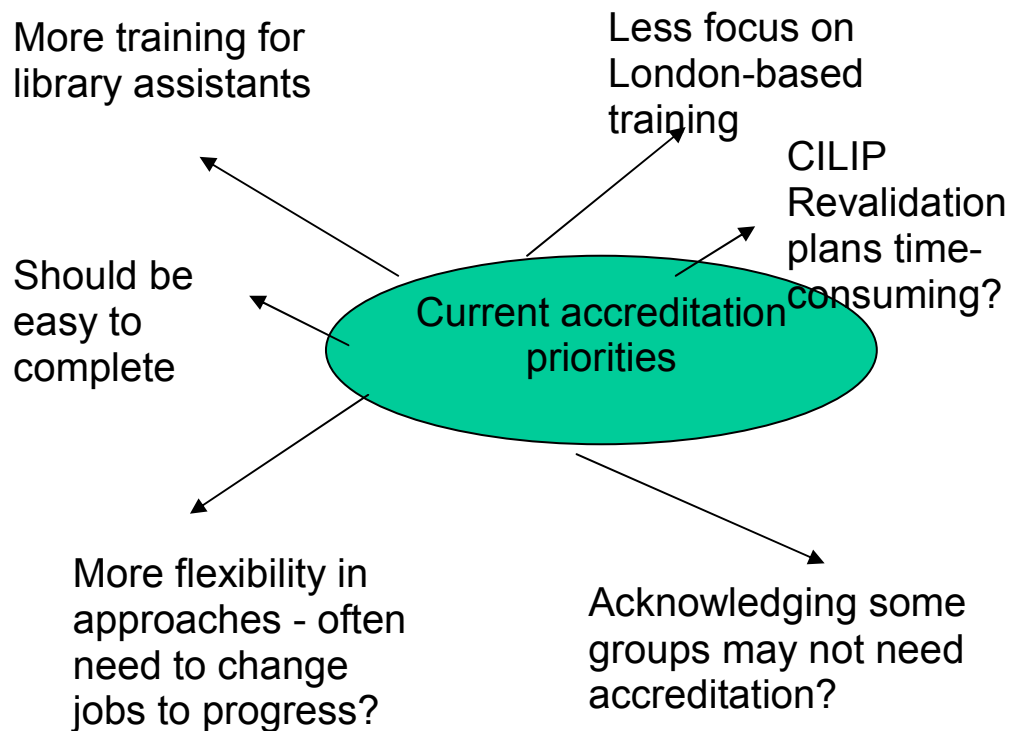 More training for
library assistants
Less focus on
London-based
training
CILIP
Revalidation
plans time-
consuming?
Should be
easy to
complete
Current accreditation
priorities
More flexibility in
approaches - often
need to change
jobs to progress?
Acknowledging some
groups may not need
accreditation?